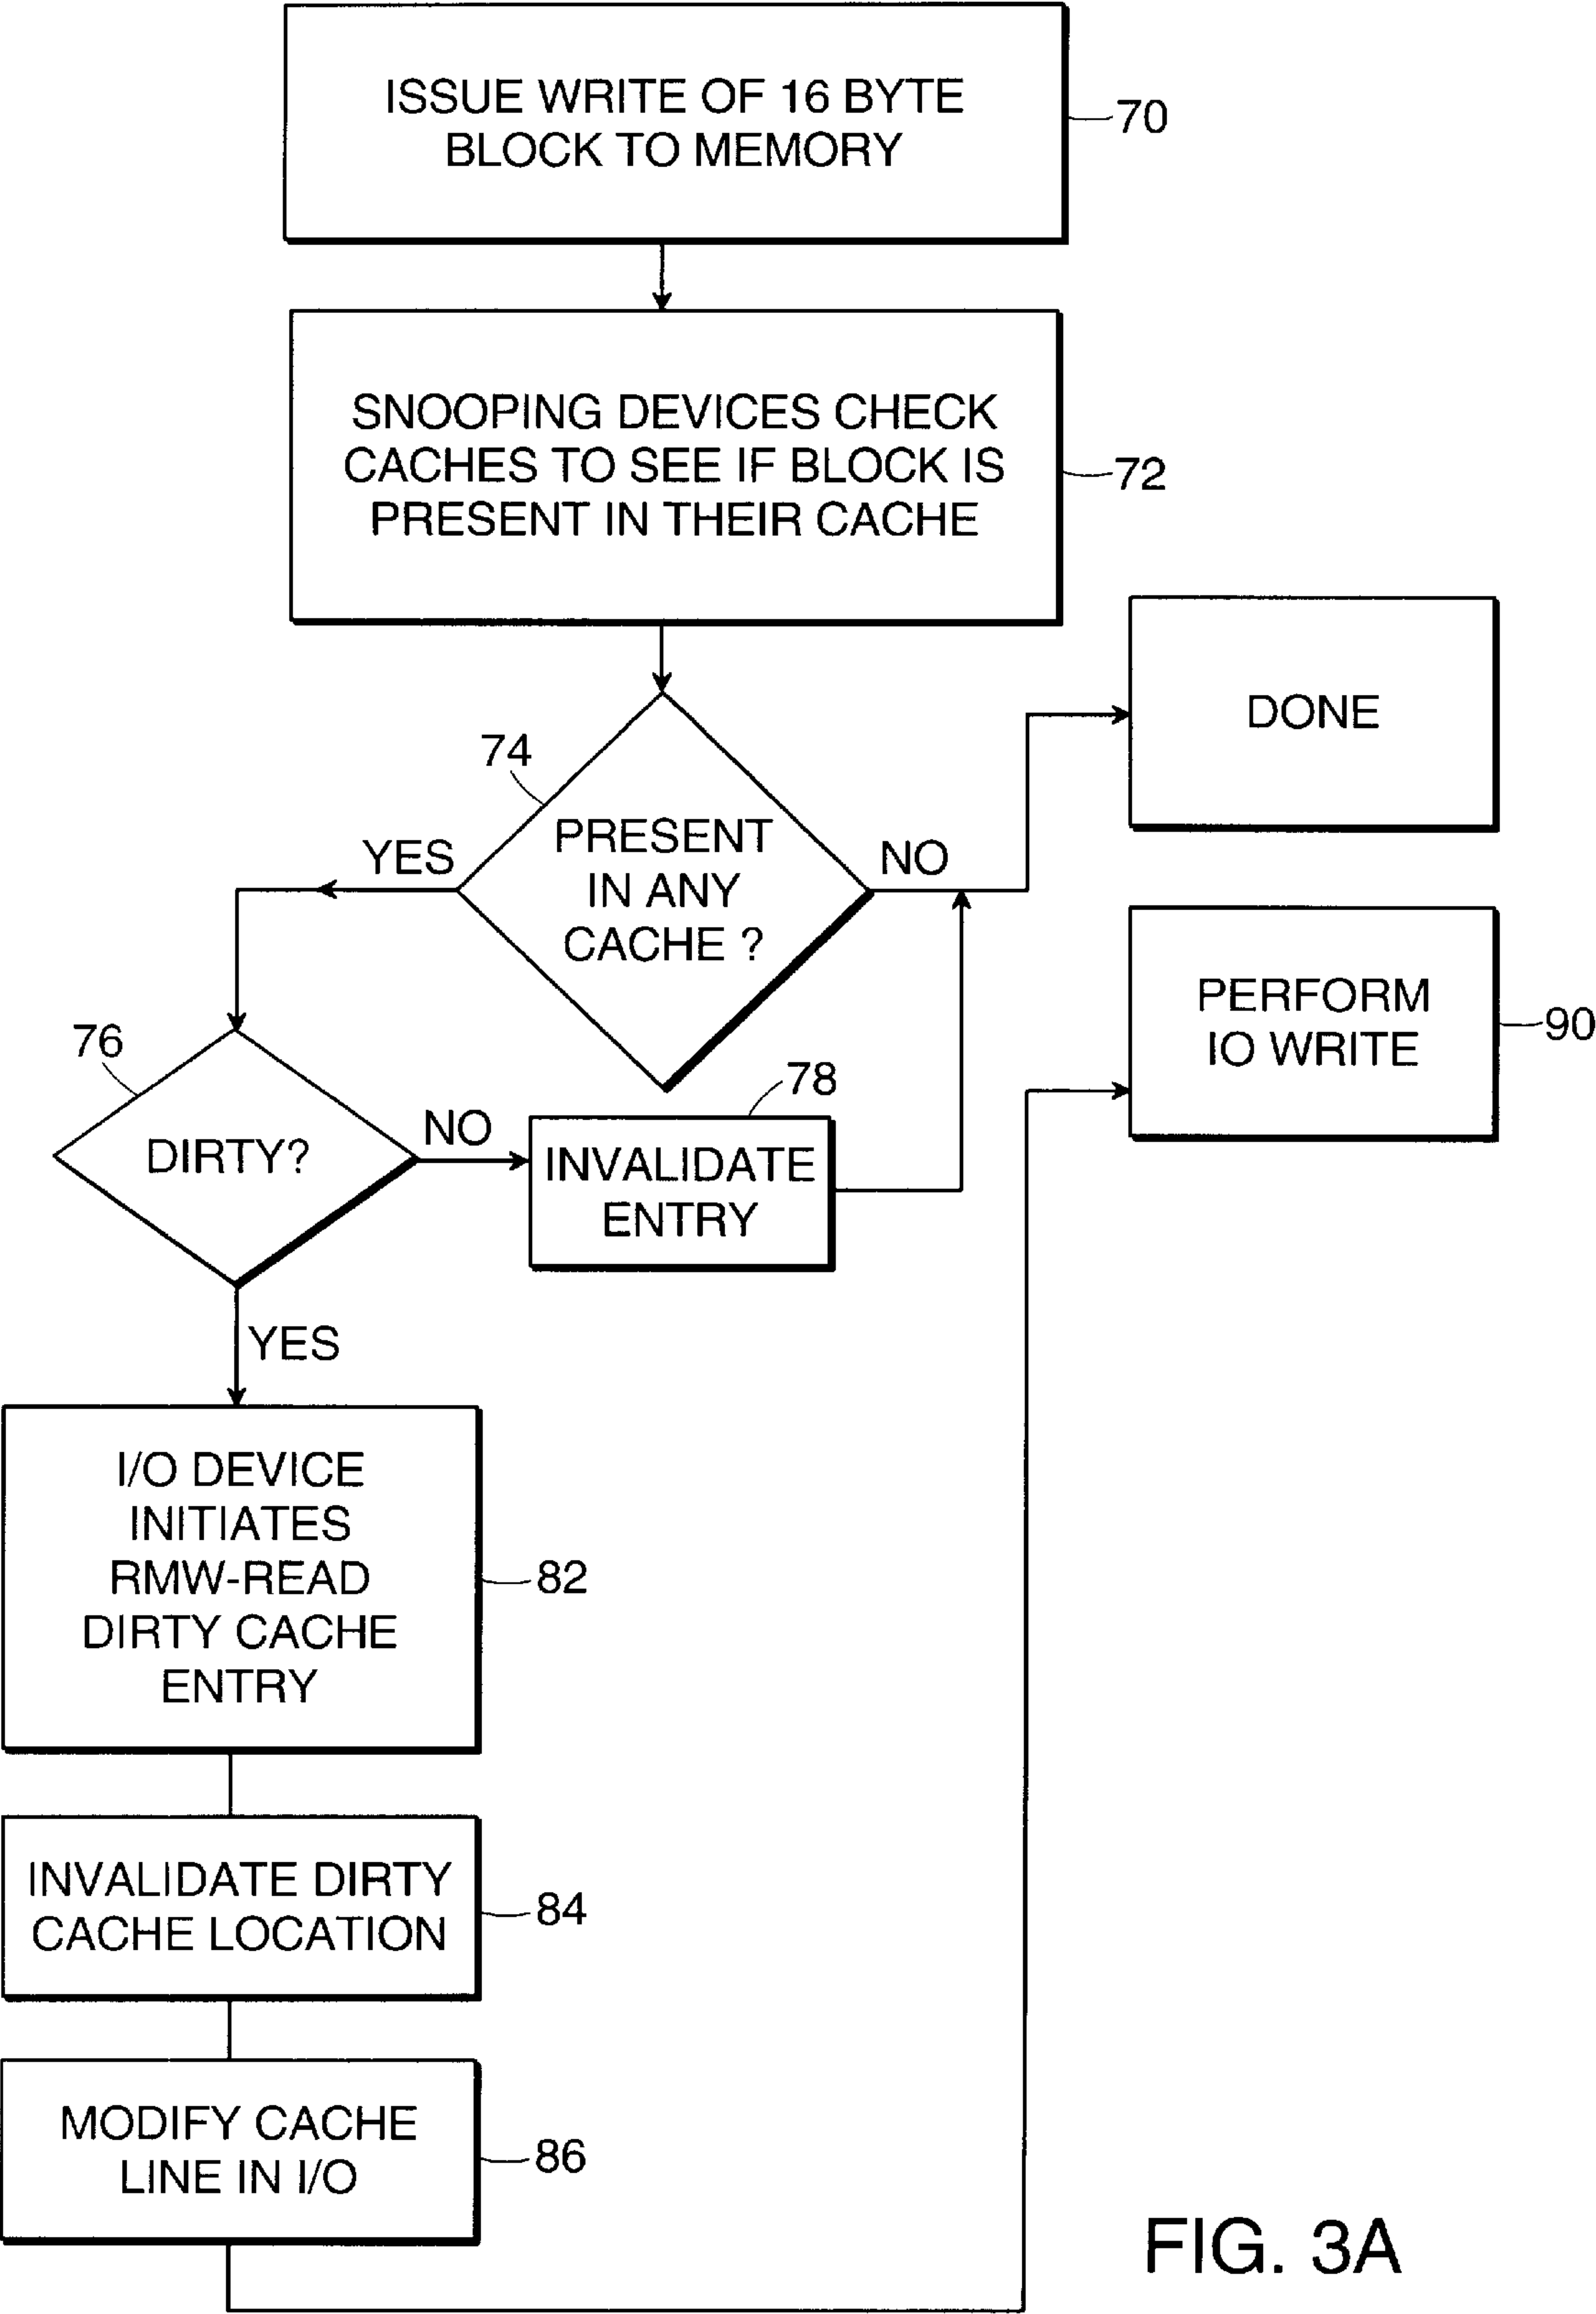 ISSUE WRITE OF 16 BYTE
BLOCK TO MEMORY
70
SNOOPING DEVICES CHECK
CACHES TO SEE IF BLOCK IS
PRESENT IN THEIR CACHE
72
DONE
74
PRESENT
IN ANY
CACHE ?
YES
NO
PERFORM
IO WRITE
90
76
DIRTY?
NO
78
INVALIDATE
ENTRY
YES
I/O DEVICE
INITIATES
RMW-READ
DIRTY CACHE
ENTRY
82
INVALIDATE DIRTY
CACHE LOCATION
84
MODIFY CACHE
LINE IN I/O
86
FIG. 3A